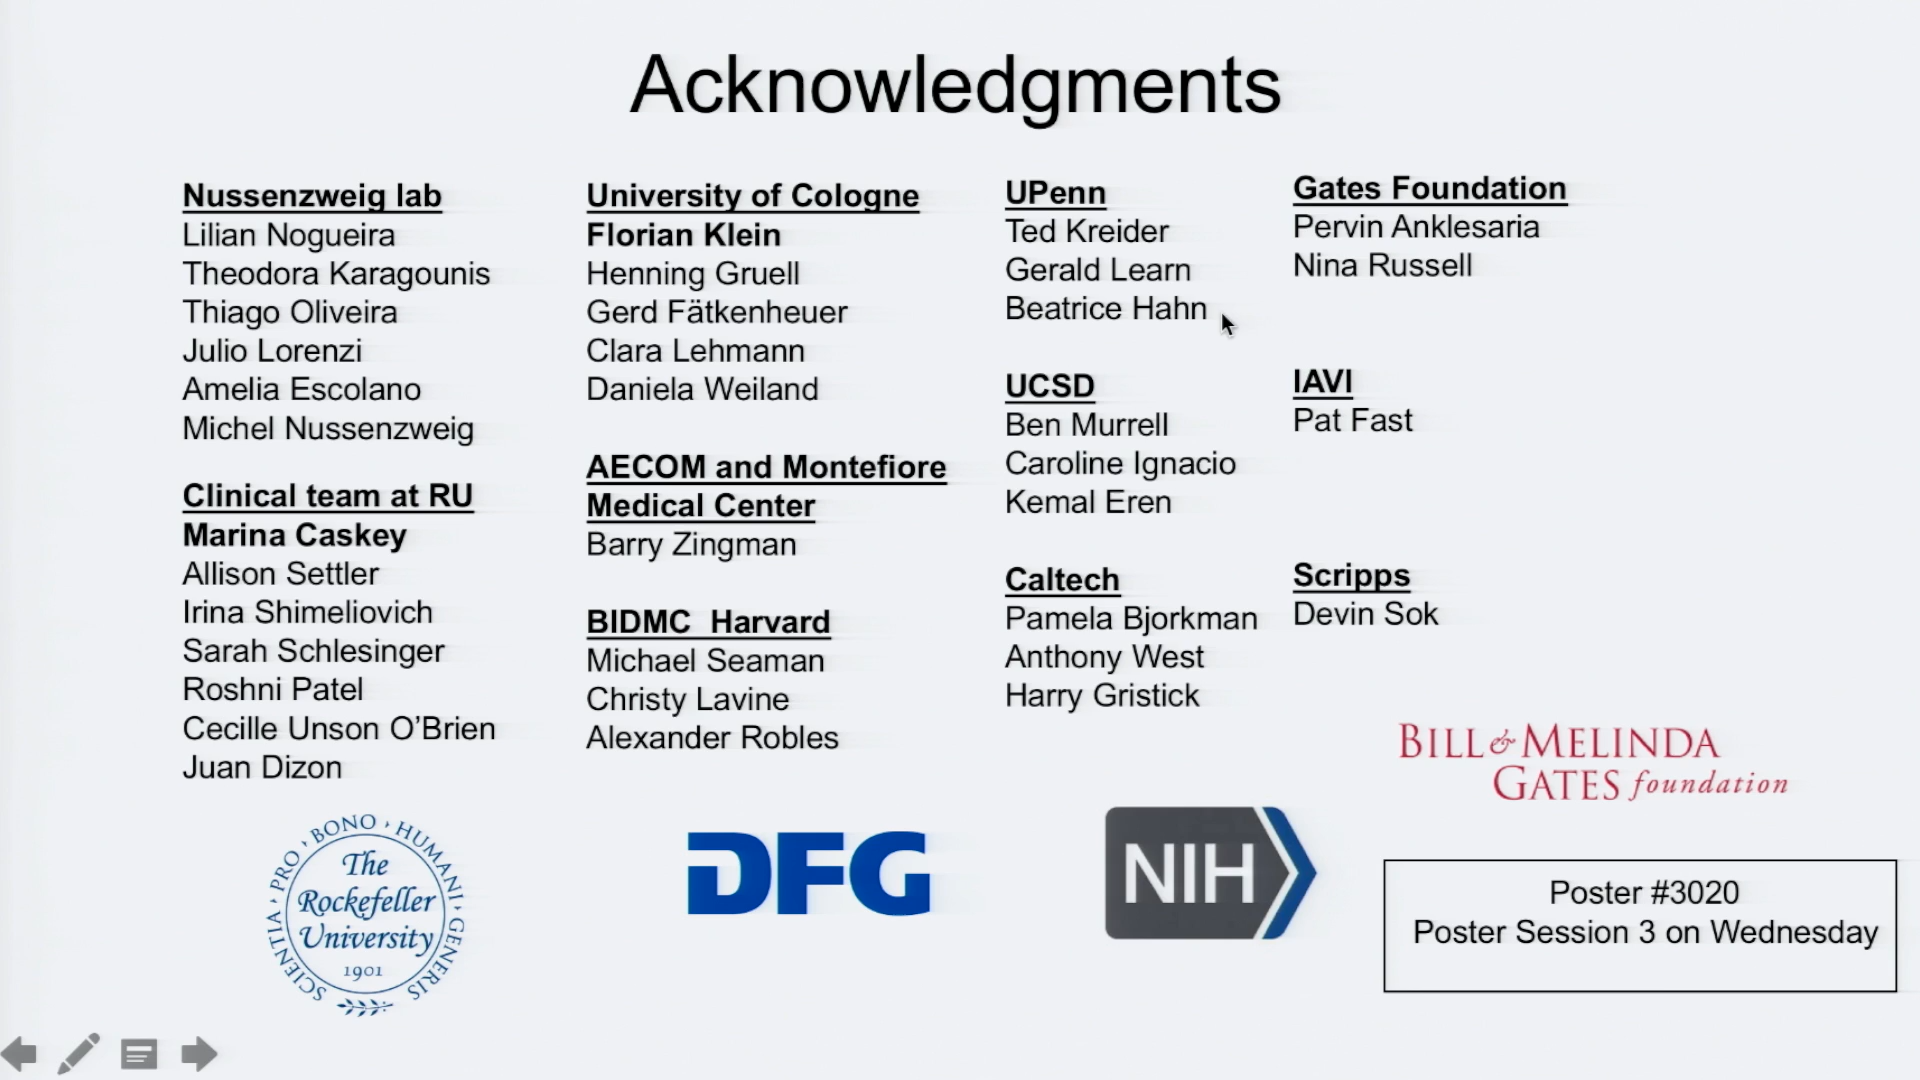 Acknowledgments
Nussenzweig lab
Lilian Nogueira
Theodora Karagounis
Thiago Oliveira
Julio Lorenzi
Amelia Escolano
Michel Nussenzweig
Clinical team at RU
Marina Caskey
Allison Settler
Irina Shimeliovich
Sarah Schlesinger
Roshni Patel
Cecille Unson O’Brien
Juan Dizon
University of Cologne
Florian Klein
Henning Gruell
Gerd Fätkenheuer
Clara Lehmann
Daniela Weiland
AECOM and Montefiore
Medical Center
Barry Zingman
BIDMC  Harvard
Michael Seaman
Christy Lavine
Alexander Robles
UPenn
Ted Kreider
Gerald Learn
Beatrice Hahn
UCSD
Ben Murrell
Caroline Ignacio
Kemal Eren
Caltech
Pamela Bjorkman
Anthony West
Harry Gristick
Gates Foundation
Pervin Anklesaria
Nina Russell
IAVI
Pat Fast
Scripps
Devin Sok
BILL & MELINDA
GATES foundation
SCIENTIA · PRO · BONO · HUMANI · GENERIS
The
Rockefeller
University
1901
DFG
NIH
Poster #3020
Poster Session 3 on Wednesday